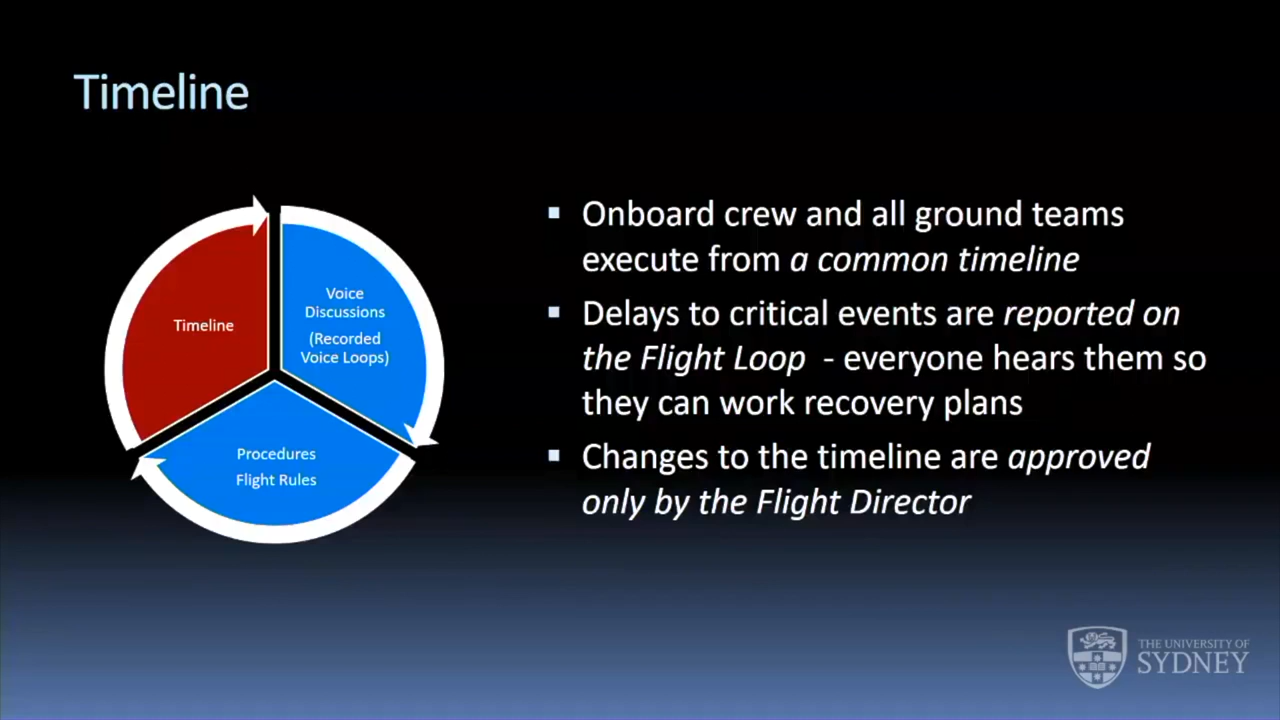 Timeline
Timeline
Voice
Discussions
(Recorded
Voice Loops)
Procedures
Flight Rules
▪ Onboard crew and all ground teams
execute from a common timeline
▪ Delays to critical events are reported on
the Flight Loop - everyone hears them so
they can work recovery plans
▪ Changes to the timeline are approved
only by the Flight Director
THE UNIVERSITY OF
SYDNEY